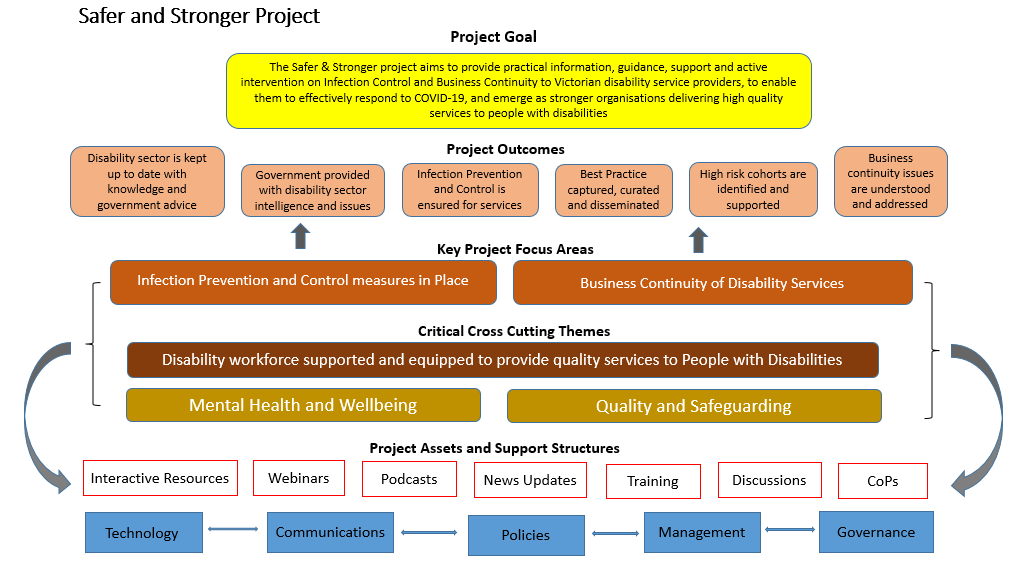 Safer and Stronger Project
Project Goal
The Safer & Stronger project aims to provide practical information, guidance, support and active
intervention on Infection Control and Business Continuity to Victorian disability service providers, to enable
them to effectively respond to COVID-19, and emerge as stronger organisations delivering high quality
services to people with disabilities
Project Outcomes
Disability sector is kept
up to date with
knowledge and
government advice
Government provided
with disability sector
intelligence and issues
Infection Prevention
and Control is
ensured for services
Best Practice
captured, curated
and disseminated
High risk cohorts are
identified and
supported
Business
continuity issues
are understood
and addressed
Key Project Focus Areas
Infection Prevention and Control measures in Place
Business Continuity of Disability Services
Critical Cross Cutting Themes
Disability workforce supported and equipped to provide quality services to People with Disabilities
Mental Health and Wellbeing
Quality and Safeguarding
Project Assets and Support Structures
Interactive Resources
Webinars
Podcasts
News Updates
Training
Discussions
CoPs
Technology
Communications
Policies
Management
Governance